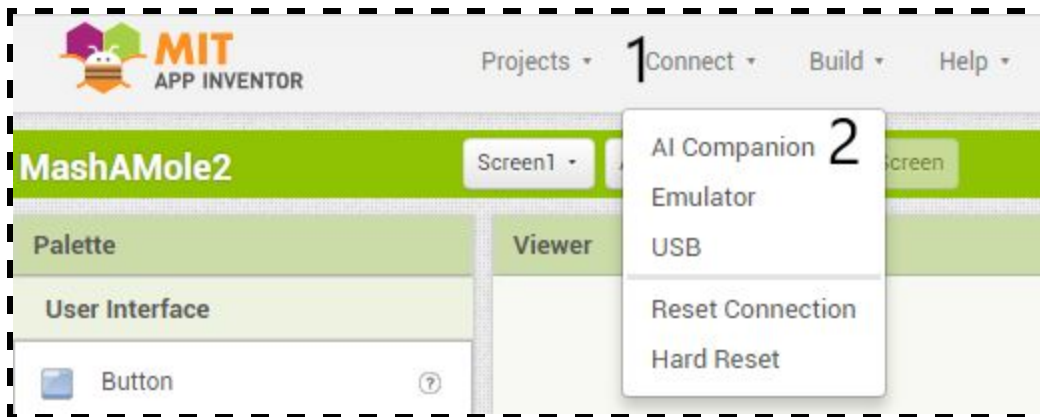 MIT
APP INVENTOR
Projects 1 Connect Build Help
MashAMole2
Screen1 creen
AI Companion 2
Emulator
USB
Reset Connection
Hard Reset
Palette
Viewer
User Interface
Button ?